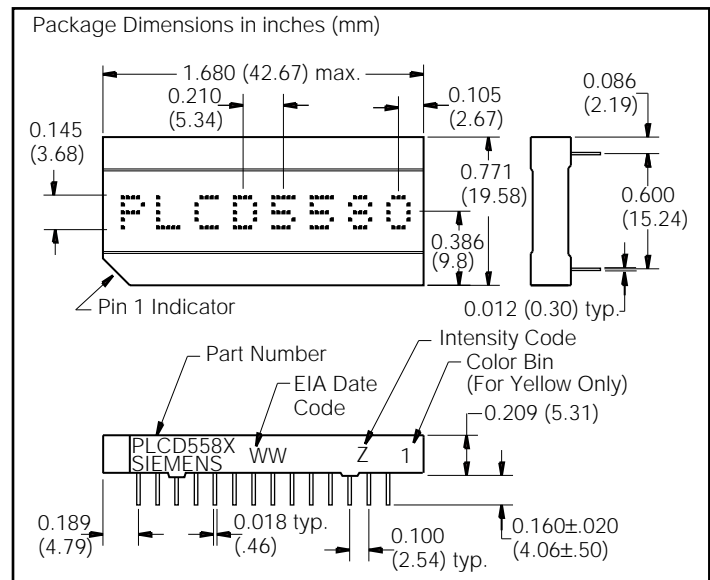 Package Dimensions in inches (mm)
1.680 (42.67) max.
0.210
(5.34)
0.105
(2.67)
0.086
(2.19)
0.145
(3.68)
0.771
(19.58)
0.600
(15.24)
PLCD5580
0.386
(9.8)
Pin 1 Indicator
0.012 (0.30) typ.
Intensity Code
Part Number
Color Bin
(For Yellow Only)
EIA Date
Code
0.209 (5.31)
PLCD558X
SIEMENS
WW
Z
1
0.189
(4.79)
0.018 typ.
(.46)
0.100
(2.54) typ.
0.160±.020
(4.06±.50)